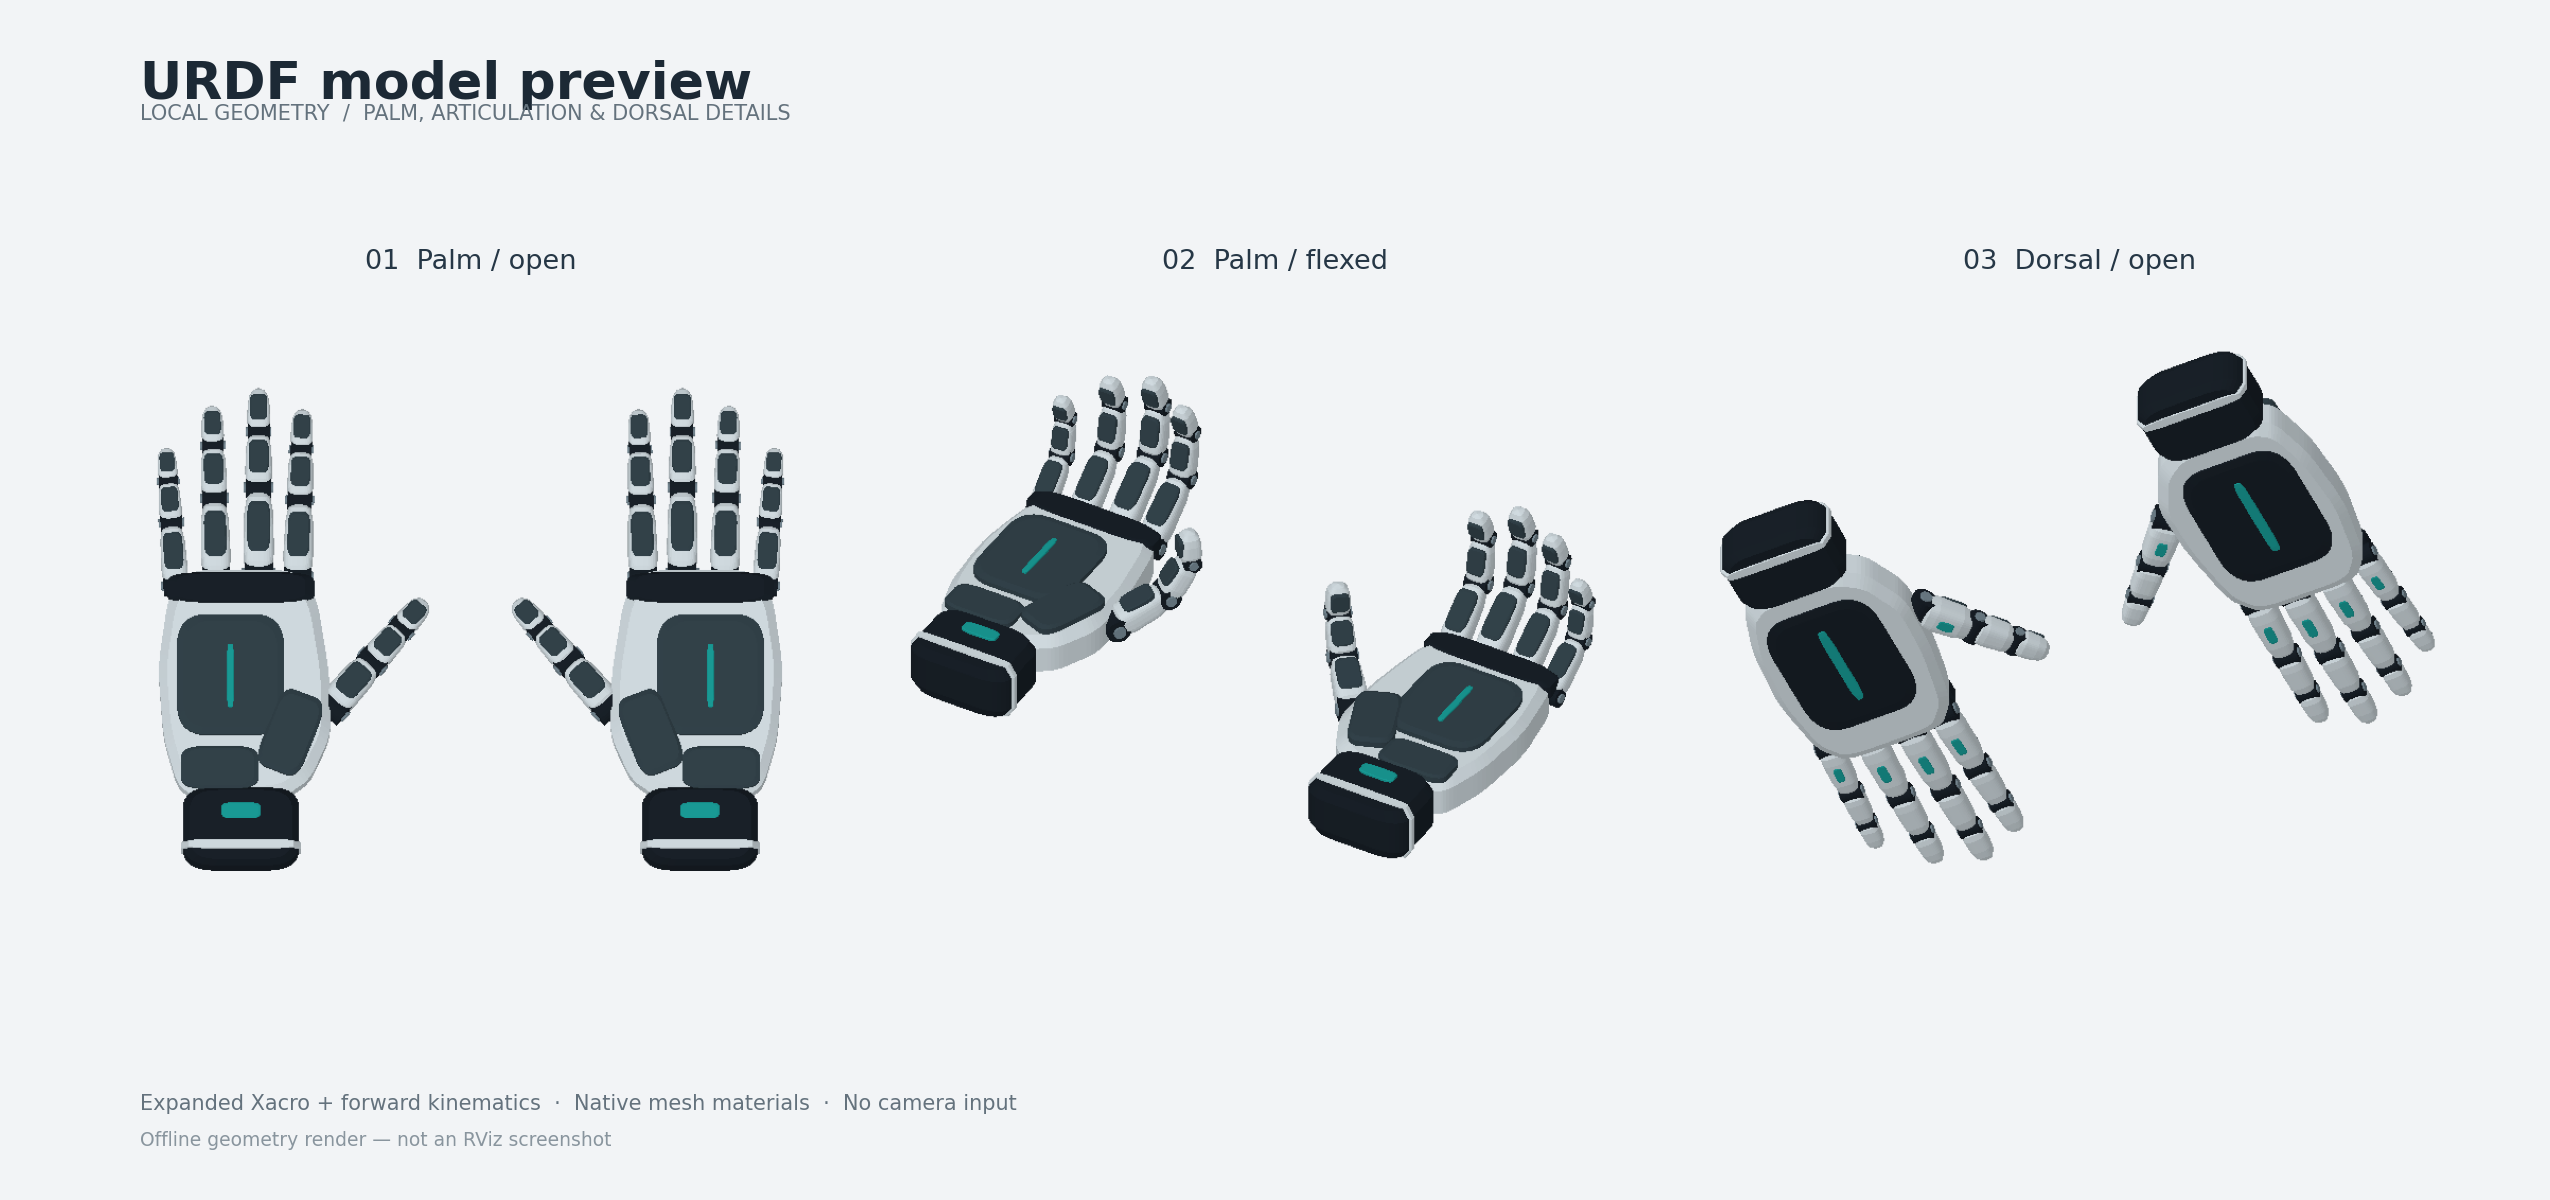 URDF model preview
LOCAL GEOMETRY / PALM, ARTICULATION & DORSAL DETAILS
01 Palm / open
02 Palm / flexed
03 Dorsal / open
Expanded Xacro + forward kinematics · Native mesh materials · No camera input
Offline geometry render — not an RViz screenshot